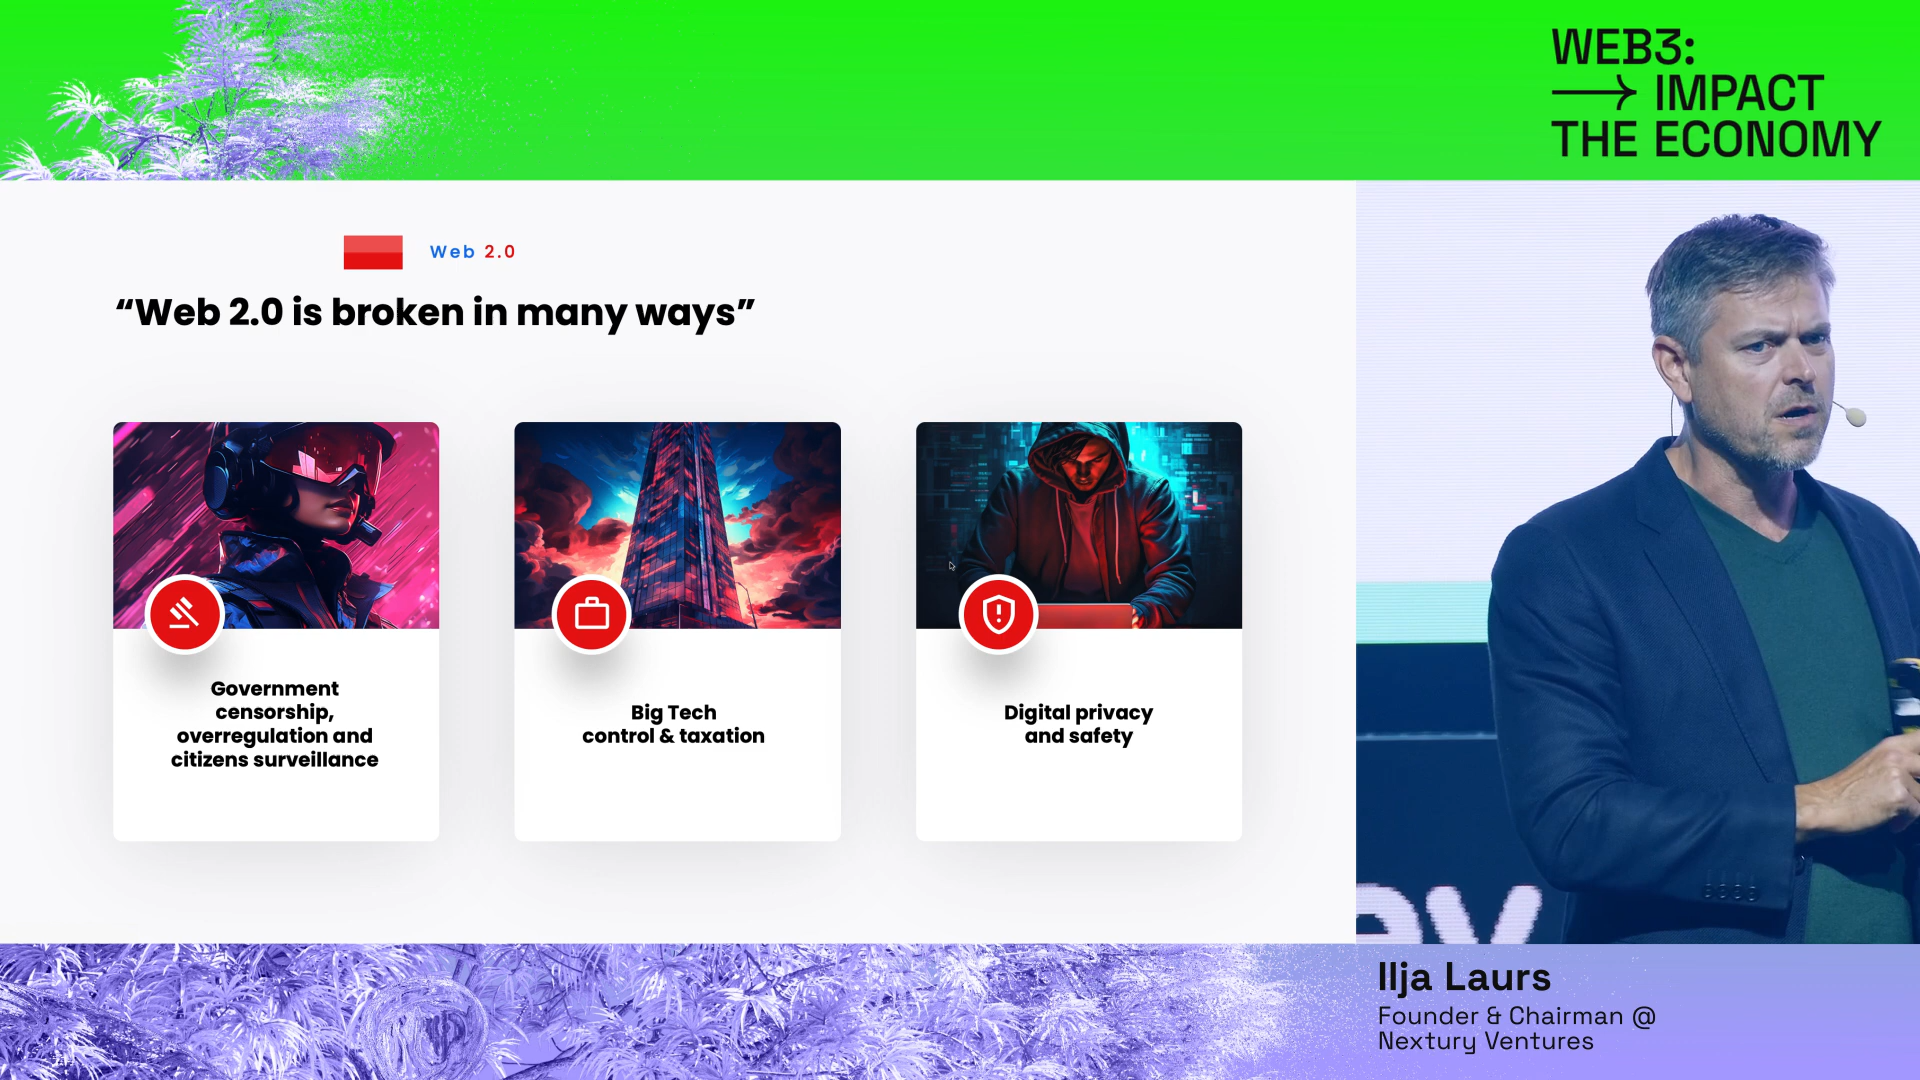 WEB3:
→ IMPACT
THE ECONOMY
Web 2.0
“Web 2.0 is broken in many ways”
Government
censorship,
overregulation and
citizens surveillance
Big Tech
control & taxation
Digital privacy
and safety
ey
Ilja Laurs
Founder & Chairman @
Nextury Ventures